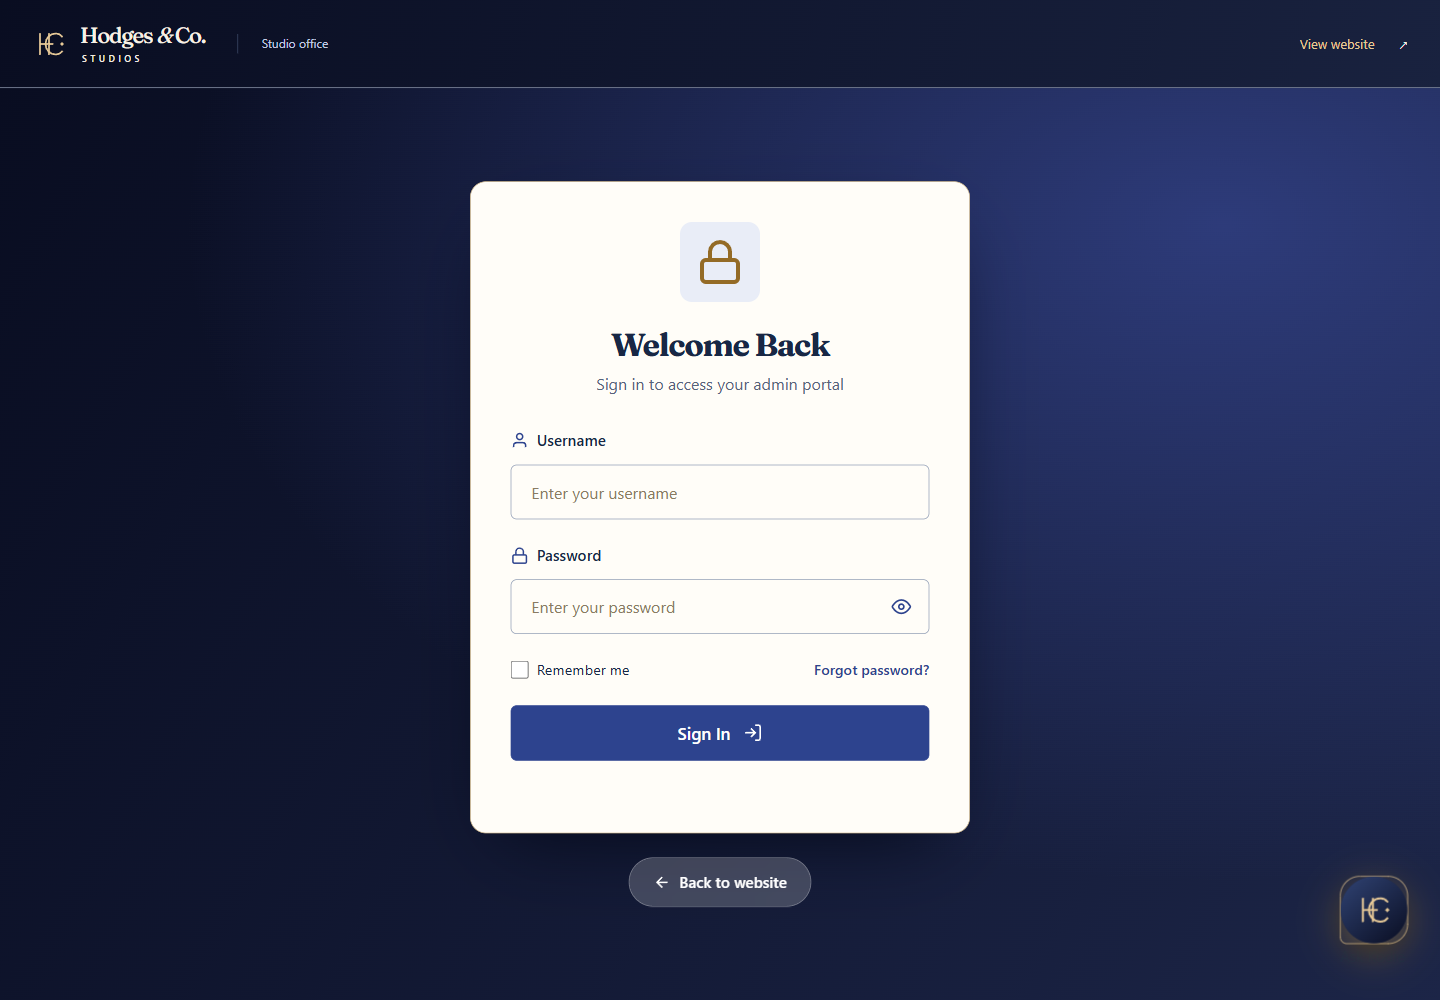 Hodges & Co.
STUDIOS
Studio office
View website ↗
Welcome Back
Sign in to access your admin portal
Username
Enter your username
Password
Enter your password
Remember me
Forgot password?
Sign In
← Back to website
HC